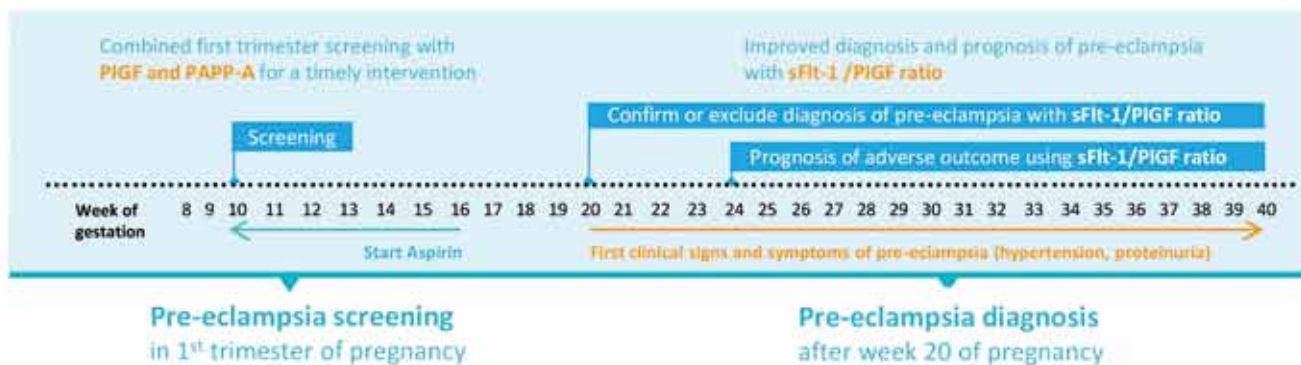 Combined first trimester screening with
PlGF and PAPP-A for a timely intervention
Improved diagnosis and prognosis of pre-eclampsia
with sFlt-1 /PlGF ratio
Screening
Confirm or exclude diagnosis of pre-eclampsia with sFlt-1/PlGF ratio
Prognosis of adverse outcome using sFlt-1/PlGF ratio
Week of
gestation
8 9 10 11 12 13 14 15 16 17 18 19 20 21 22 23 24 25 26 27 28 29 30 31 32 33 34 35 36 37 38 39 40
Start Aspirin
First clinical signs and symptoms of pre-eclampsia (hypertension, proteinuria)
Pre-eclampsia screening
in 1st trimester of pregnancy
Pre-eclampsia diagnosis
after week 20 of pregnancy